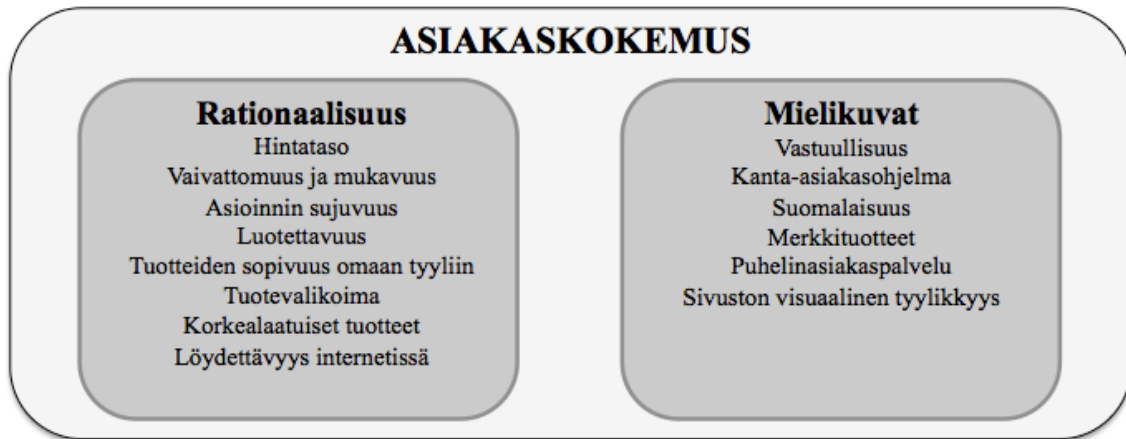 ASIAKASKOKEMUS
Rationaalisuus
Hintataso
Vaivattomuus ja mukavuus
Asioinnin sujuvuus
Luotettavuus
Tuotteiden sopivuus omaan tyyliin
Tuotevalikoima
Korkealaatuiset tuotteet
Löydettävyys internetissä
Mielikuvat
Vastuullisuus
Kanta-asiakasohjelma
Suomalaisuus
Merkkituotteet
Puhelinasiakaspalvelu
Sivuston visuaalinen tyylikkyys